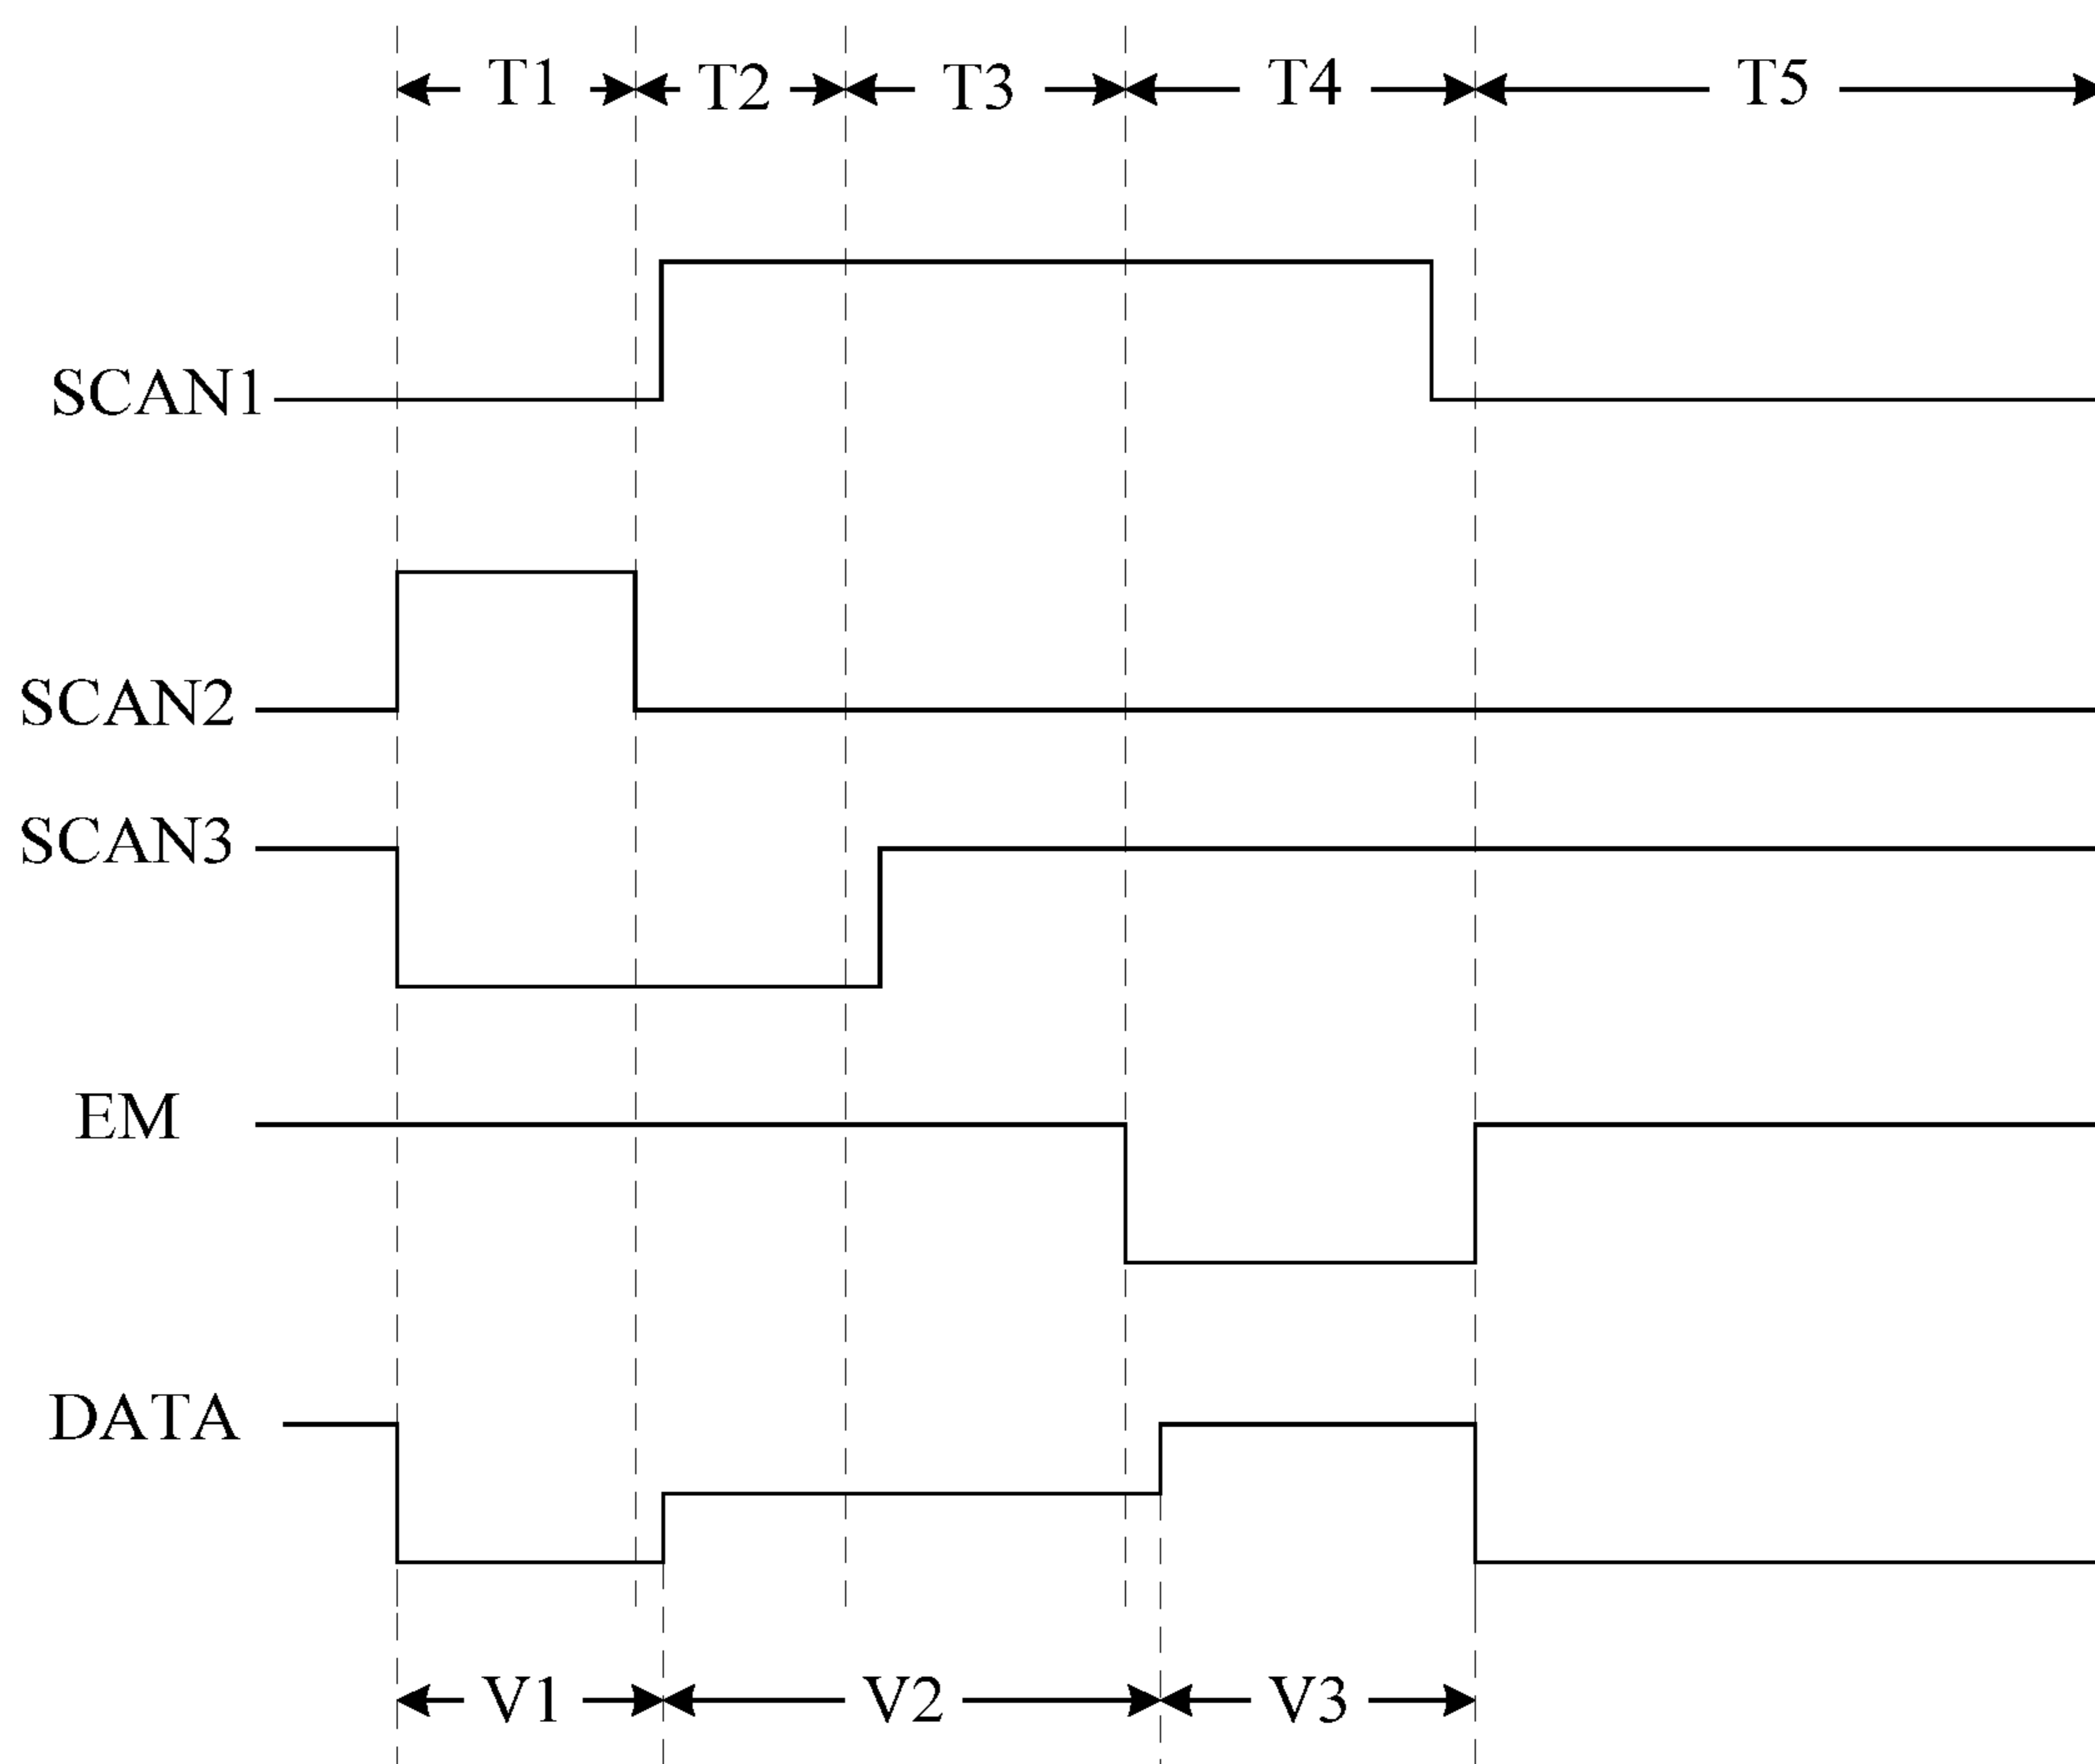 T1 T2 T3 T4 T5
SCAN1
SCAN2
SCAN3
EM
DATA
V1 V2 V3